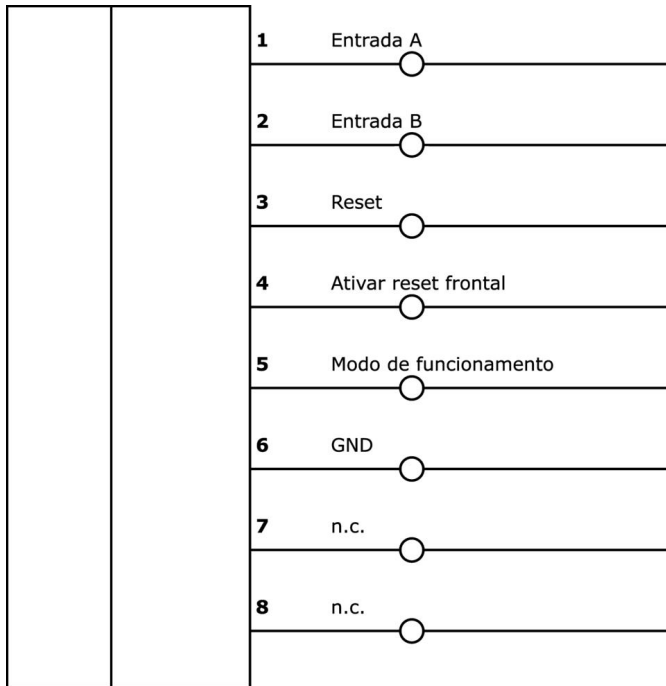 1 Entrada A
2 Entrada B
3 Reset
4 Ativar reset frontal
5 Modo de funcionamento
6 GND
7 n.c.
8 n.c.